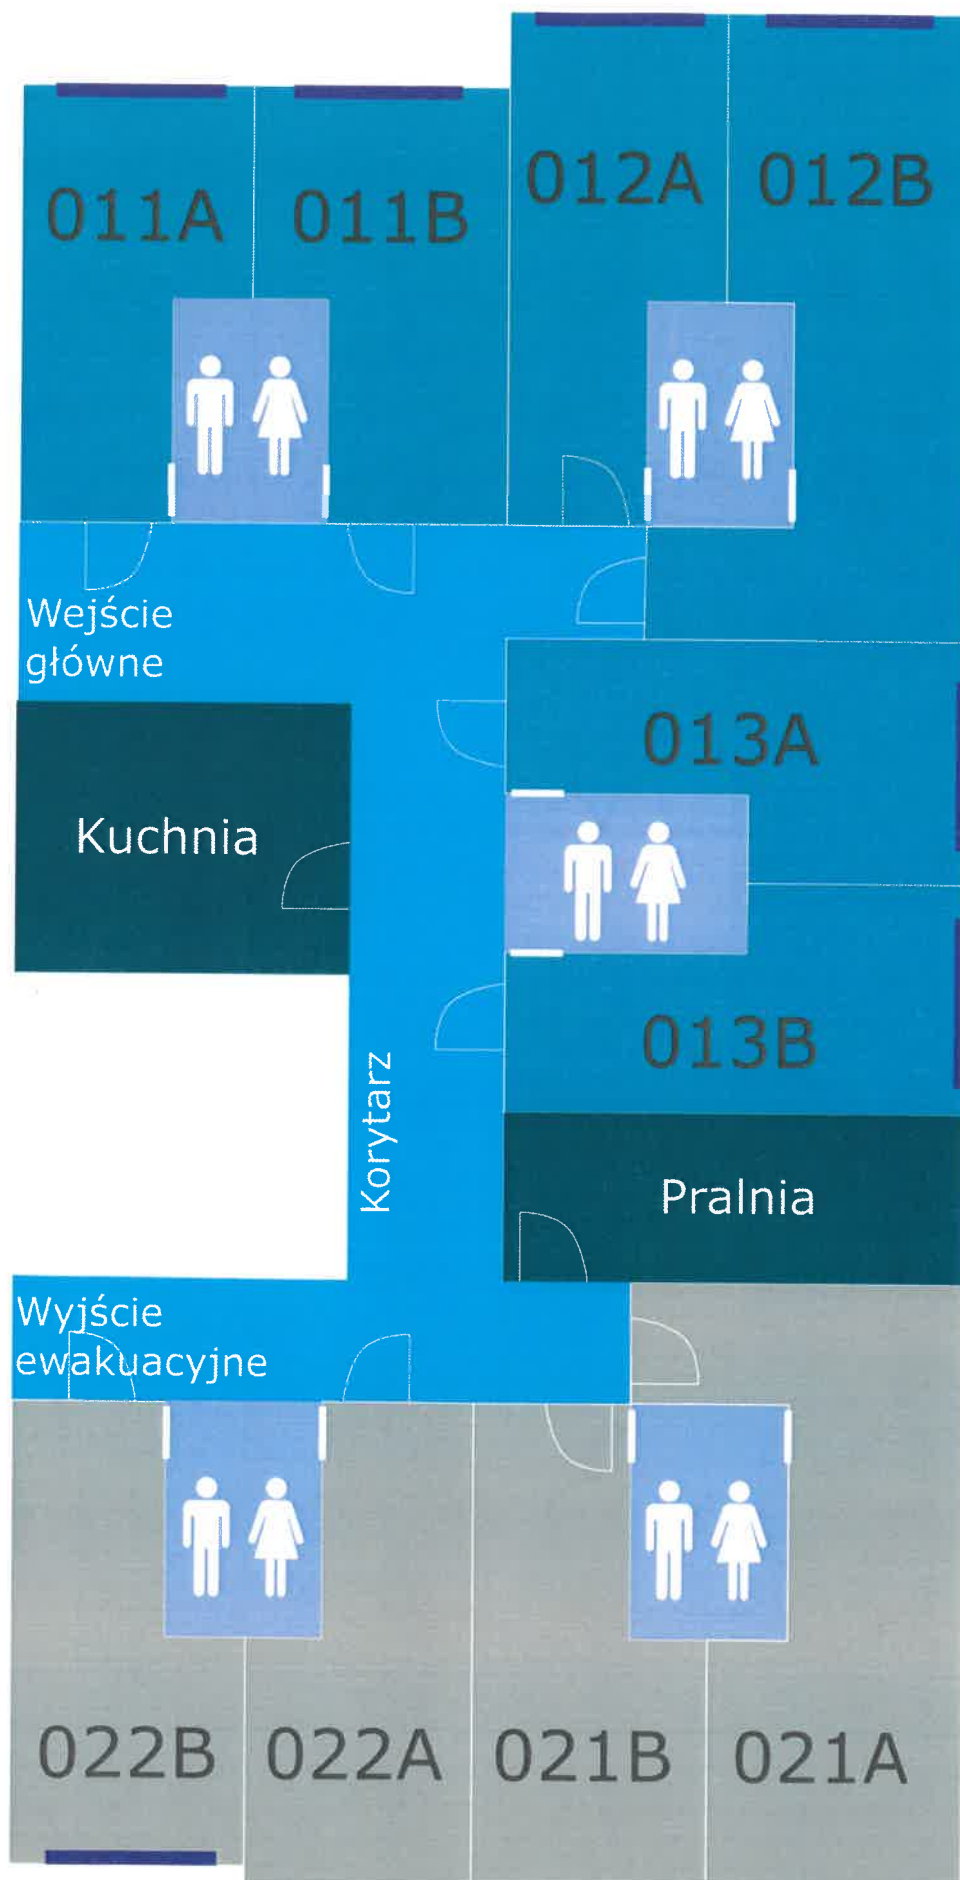 011A
011B
012A
012B
Wejście
główne
013A
Kuchnia
013B
Korytarz
Pralnia
Wyjście
ewakuacyjne
022B
022A
021B
021A